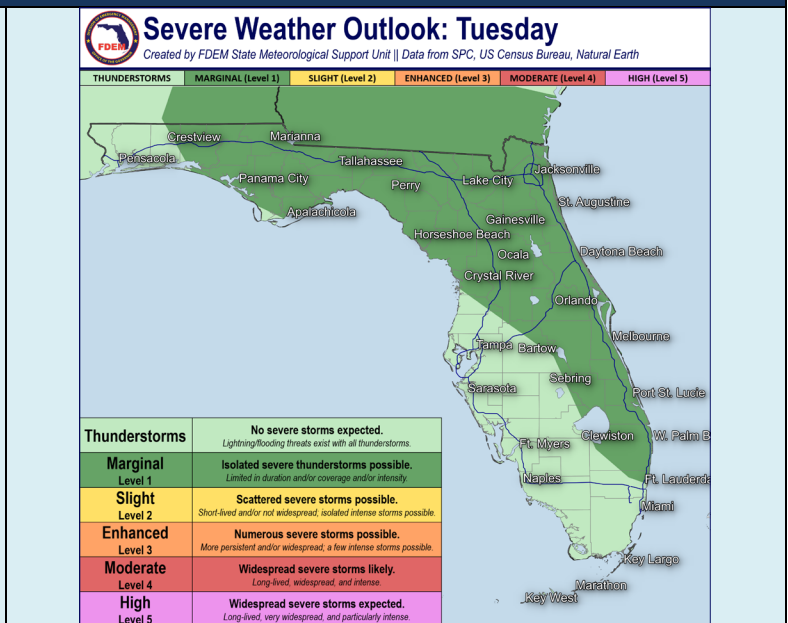 Severe Weather Outlook: Tuesday
Created by FDEM State Meteorological Support Unit || Data from SPC, US Census Bureau, Natural Earth
FDEM
THUNDERSTORMS
MARGINAL (Level 1)
SLIGHT (Level 2)
ENHANCED (Level 3)
MODERATE (Level 4)
HIGH (Level 5)
Crestview
Marianna
Pensacola
Tallahassee
Jacksonville
Panama City
Perry
Lake City
Apalachicola
St. Augustine
Gainesville
Horseshoe Beach
Ocala
Daytona Beach
Crystal River
Orlando
Melbourne
Tampa
Bartow
Sebring
Sarasota
Port St. Lucie
Clewiston
W. Palm B
Ft. Myers
Naples
Ft. Lauderda
Miami
Key Largo
Marathon
Key West
Thunderstorms
No severe storms expected.
Lightning/flooding threats exist with all thunderstorms.
Marginal
Level 1
Isolated severe thunderstorms possible.
Limited in duration and/or coverage and/or intensity.
Slight
Level 2
Scattered severe storms possible.
Short-lived and/or not widespread; isolated intense storms possible.
Enhanced
Level 3
Numerous severe storms possible.
More persistent and/or widespread; a few intense storms possible.
Moderate
Level 4
Widespread severe storms likely.
Long-lived, widespread, and intense.
High
Level 5
Widespread severe storms expected.
Long-lived, very widespread, and particularly intense.